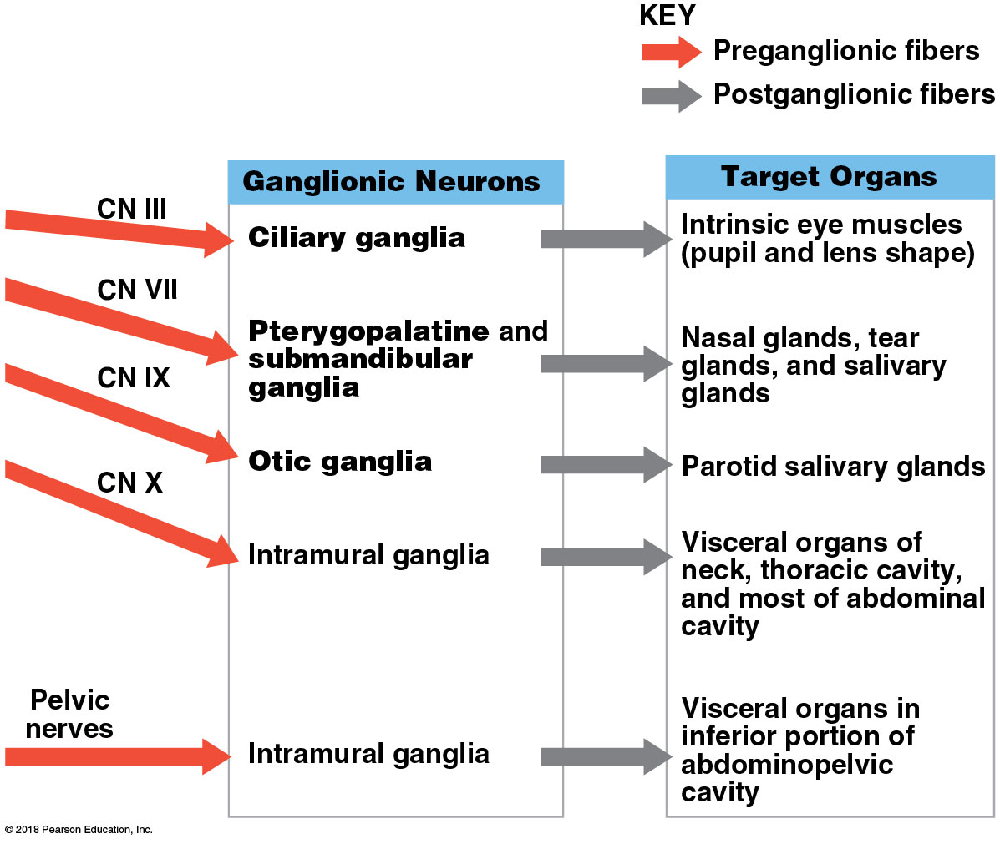 KEY
Preganglionic fibers
Postganglionic fibers
Ganglionic Neurons
Target Organs
CN III
Ciliary ganglia
Intrinsic eye muscles
(pupil and lens shape)
CN VII
Pterygopalatine and
submandibular
ganglia
Nasal glands, tear
glands, and salivary
glands
CN IX
Otic ganglia
Parotid salivary glands
CN X
Intramural ganglia
Visceral organs of
neck, thoracic cavity,
and most of abdominal
cavity
Pelvic
nerves
Intramural ganglia
Visceral organs in
inferior portion of
abdominopelvic
cavity
© 2018 Pearson Education, Inc.